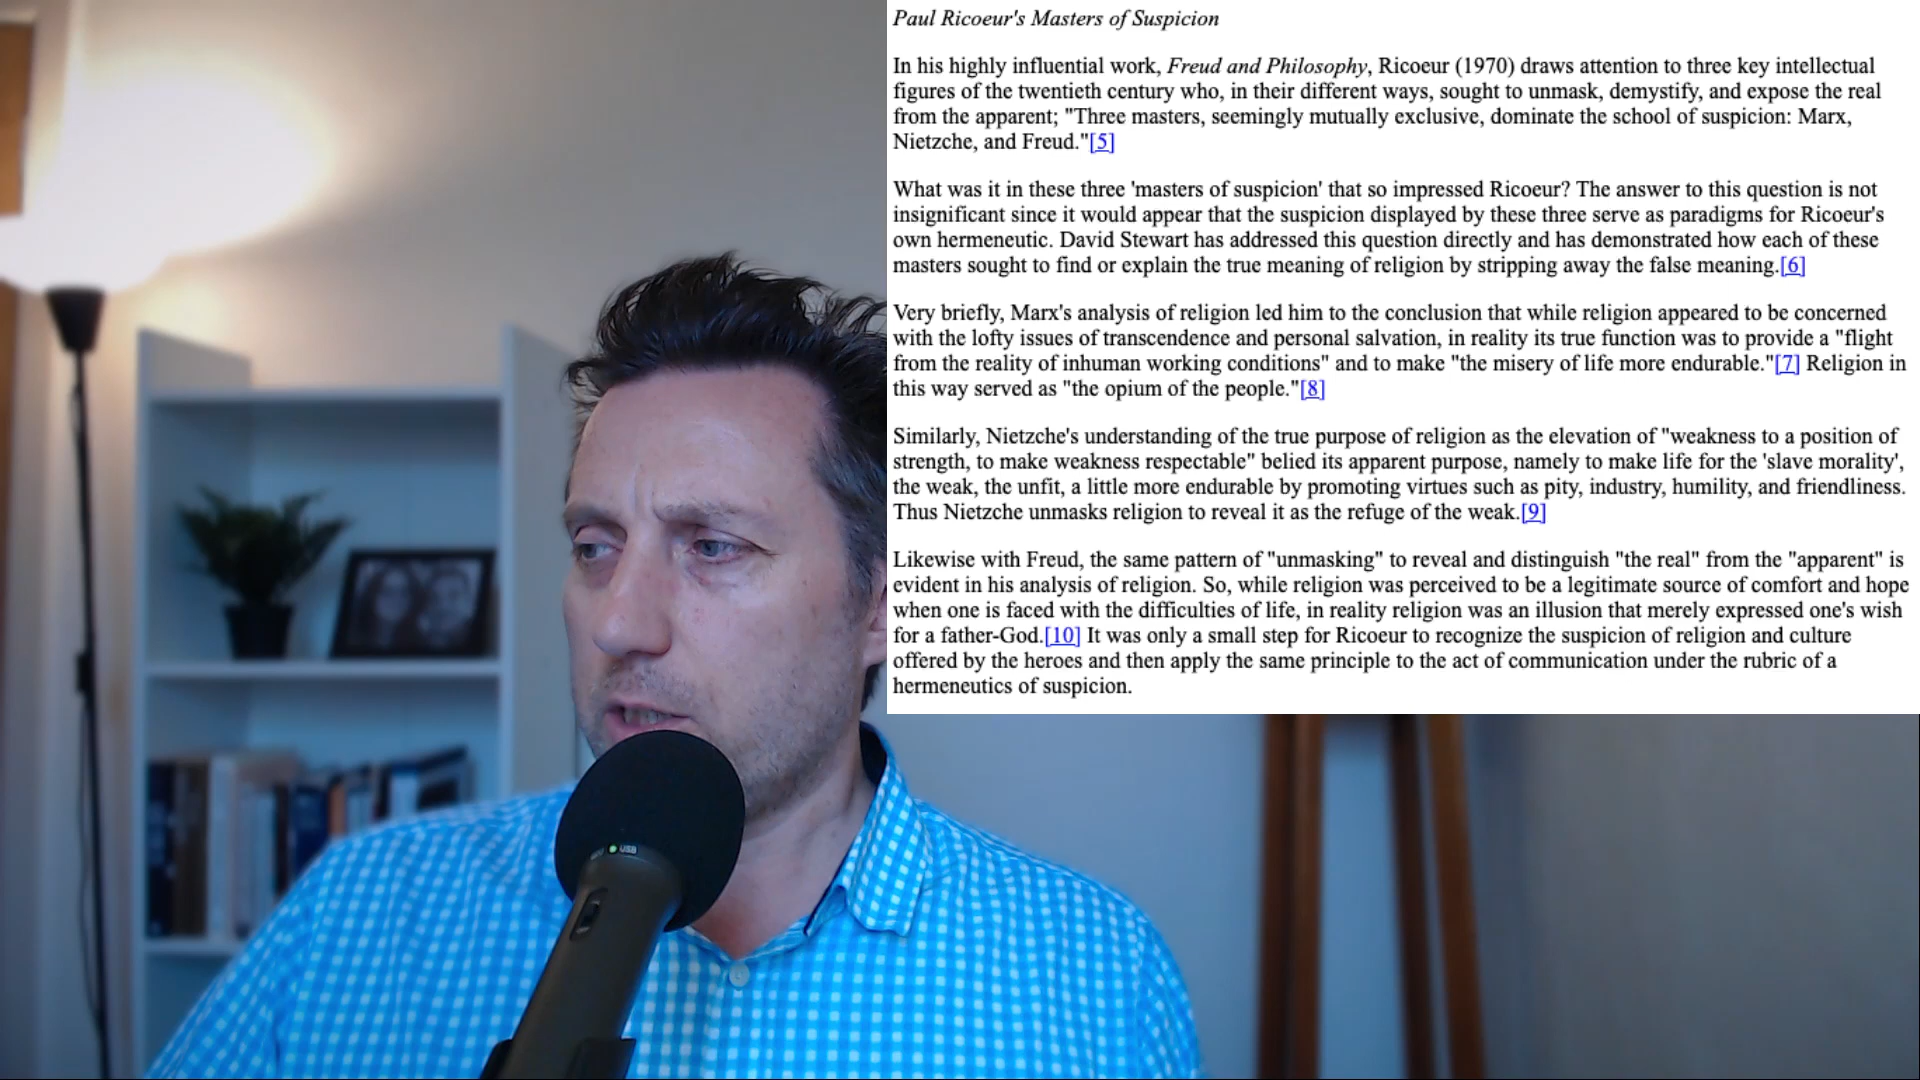 Paul Ricoeur's Masters of Suspicion
In his highly influential work, Freud and Philosophy, Ricoeur (1970) draws attention to three key intellectual
figures of the twentieth century who, in their different ways, sought to unmask, demystify, and expose the real
from the apparent; "Three masters, seemingly mutually exclusive, dominate the school of suspicion: Marx,
Nietzche, and Freud."[5]
What was it in these three 'masters of suspicion' that so impressed Ricoeur? The answer to this question is not
insignificant since it would appear that the suspicion displayed by these three serve as paradigms for Ricoeur's
own hermeneutic. David Stewart has addressed this question directly and has demonstrated how each of these
masters sought to find or explain the true meaning of religion by stripping away the false meaning.[6]
Very briefly, Marx's analysis of religion led him to the conclusion that while religion appeared to be concerned
with the lofty issues of transcendence and personal salvation, in reality its true function was to provide a "flight
from the reality of inhuman working conditions" and to make "the misery of life more endurable."[7] Religion in
this way served as "the opium of the people."[8]
Similarly, Nietzche's understanding of the true purpose of religion as the elevation of "weakness to a position of
strength, to make weakness respectable" belied its apparent purpose, namely to make life for the 'slave morality',
the weak, the unfit, a little more endurable by promoting virtues such as pity, industry, humility, and friendliness.
Thus Nietzche unmasks religion to reveal it as the refuge of the weak.[9]
Likewise with Freud, the same pattern of "unmasking" to reveal and distinguish "the real" from the "apparent" is
evident in his analysis of religion. So, while religion was perceived to be a legitimate source of comfort and hope
when one is faced with the difficulties of life, in reality religion was an illusion that merely expressed one's wish
for a father-God.[10] It was only a small step for Ricoeur to recognize the suspicion of religion and culture
offered by the heroes and then apply the same principle to the act of communication under the rubric of a
hermeneutics of suspicion.
USB